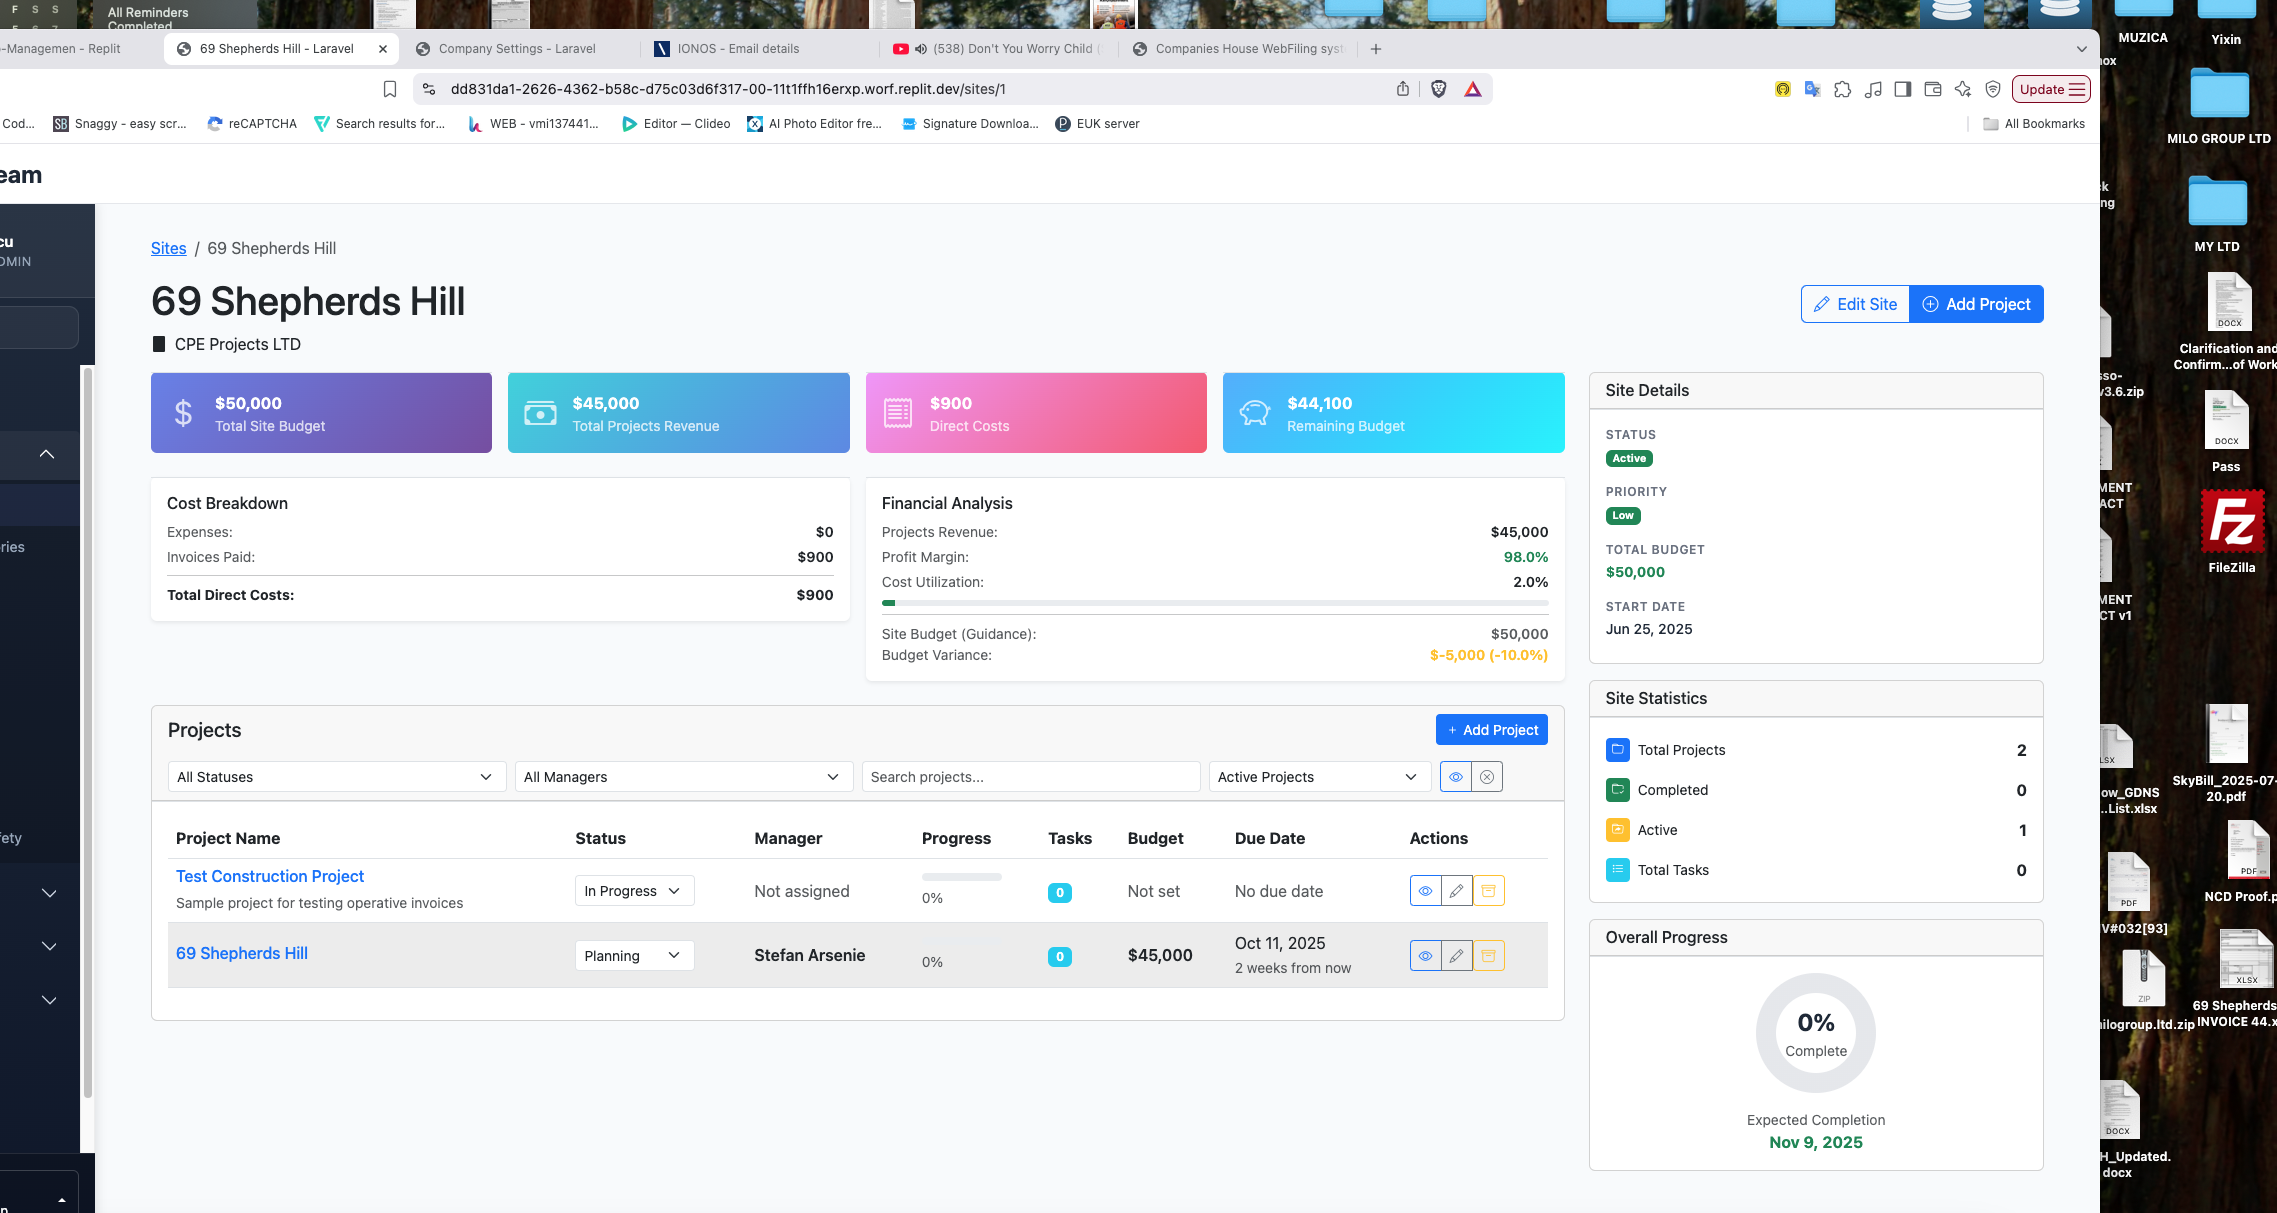 F S S
All Reminders
Completed
-Managemen - Replit
69 Shepherds Hill - Laravel
Company Settings - Laravel
IONOS - Email details
(538) Don't You Worry Child (
Companies House WebFiling syst
dd831da1-2626-4362-b58c-d75c03d6f317-00-11t1ffh16erxp.worf.replit.dev/sites/1
Update
Cod...
Snaggy - easy scr...
reCAPTCHA
Search results for...
WEB - vmi137441...
Editor — Clideo
AI Photo Editor fre...
Signature Downloa...
EUK server
All Bookmarks
eam
cu
DMIN
ries
fety
Sites / 69 Shepherds Hill
69 Shepherds Hill
CPE Projects LTD
Edit Site
Add Project
$50,000
Total Site Budget
$45,000
Total Projects Revenue
$900
Direct Costs
$44,100
Remaining Budget
Cost Breakdown
Expenses: $0
Invoices Paid: $900
Total Direct Costs: $900
Financial Analysis
Projects Revenue: $45,000
Profit Margin: 98.0%
Cost Utilization: 2.0%
Site Budget (Guidance): $50,000
Budget Variance: $-5,000 (-10.0%)
Projects
+ Add Project
All Statuses
All Managers
Search projects...
Active Projects
Project Name Status Manager Progress Tasks Budget Due Date Actions
Test Construction Project
Sample project for testing operative invoices
In Progress
Not assigned
0%
0
Not set
No due date
69 Shepherds Hill
Planning
Stefan Arsenie
0%
0
$45,000
Oct 11, 2025
2 weeks from now
Site Details
STATUS
Active
PRIORITY
Low
TOTAL BUDGET
$50,000
START DATE
Jun 25, 2025
Site Statistics
Total Projects 2
Completed 0
Active 1
Total Tasks 0
Overall Progress
0%
Complete
Expected Completion
Nov 9, 2025
MUZICA
Yixin
nox
MILO GROUP LTD
ck
ng
MY LTD
DOCX
Clarification and
Confirm...of Work
sso-
v3.6.zip
DOCX
Pass
MENT
ACT
Fz
FileZilla
MENT
CT v1
LSX
SkyBill_2025-07-
20.pdf
ow_GDNS
...List.xlsx
PDF
NCD Proof.p
PDF
IV#032[93]
XLSX
69 Shepherds
INVOICE 44.x
ZIP
nilogroup.ltd.zip
DOCX
H_Updated.
docx